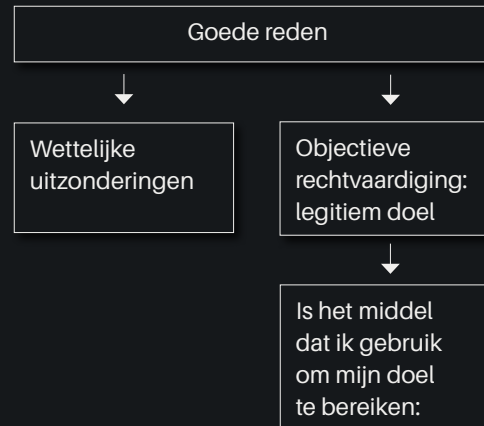 Goede reden
Wettelijke
uitzonderingen
Objectieve
rechtvaardiging:
legitiem doel
Is het middel
dat ik gebruik
om mijn doel
te bereiken: